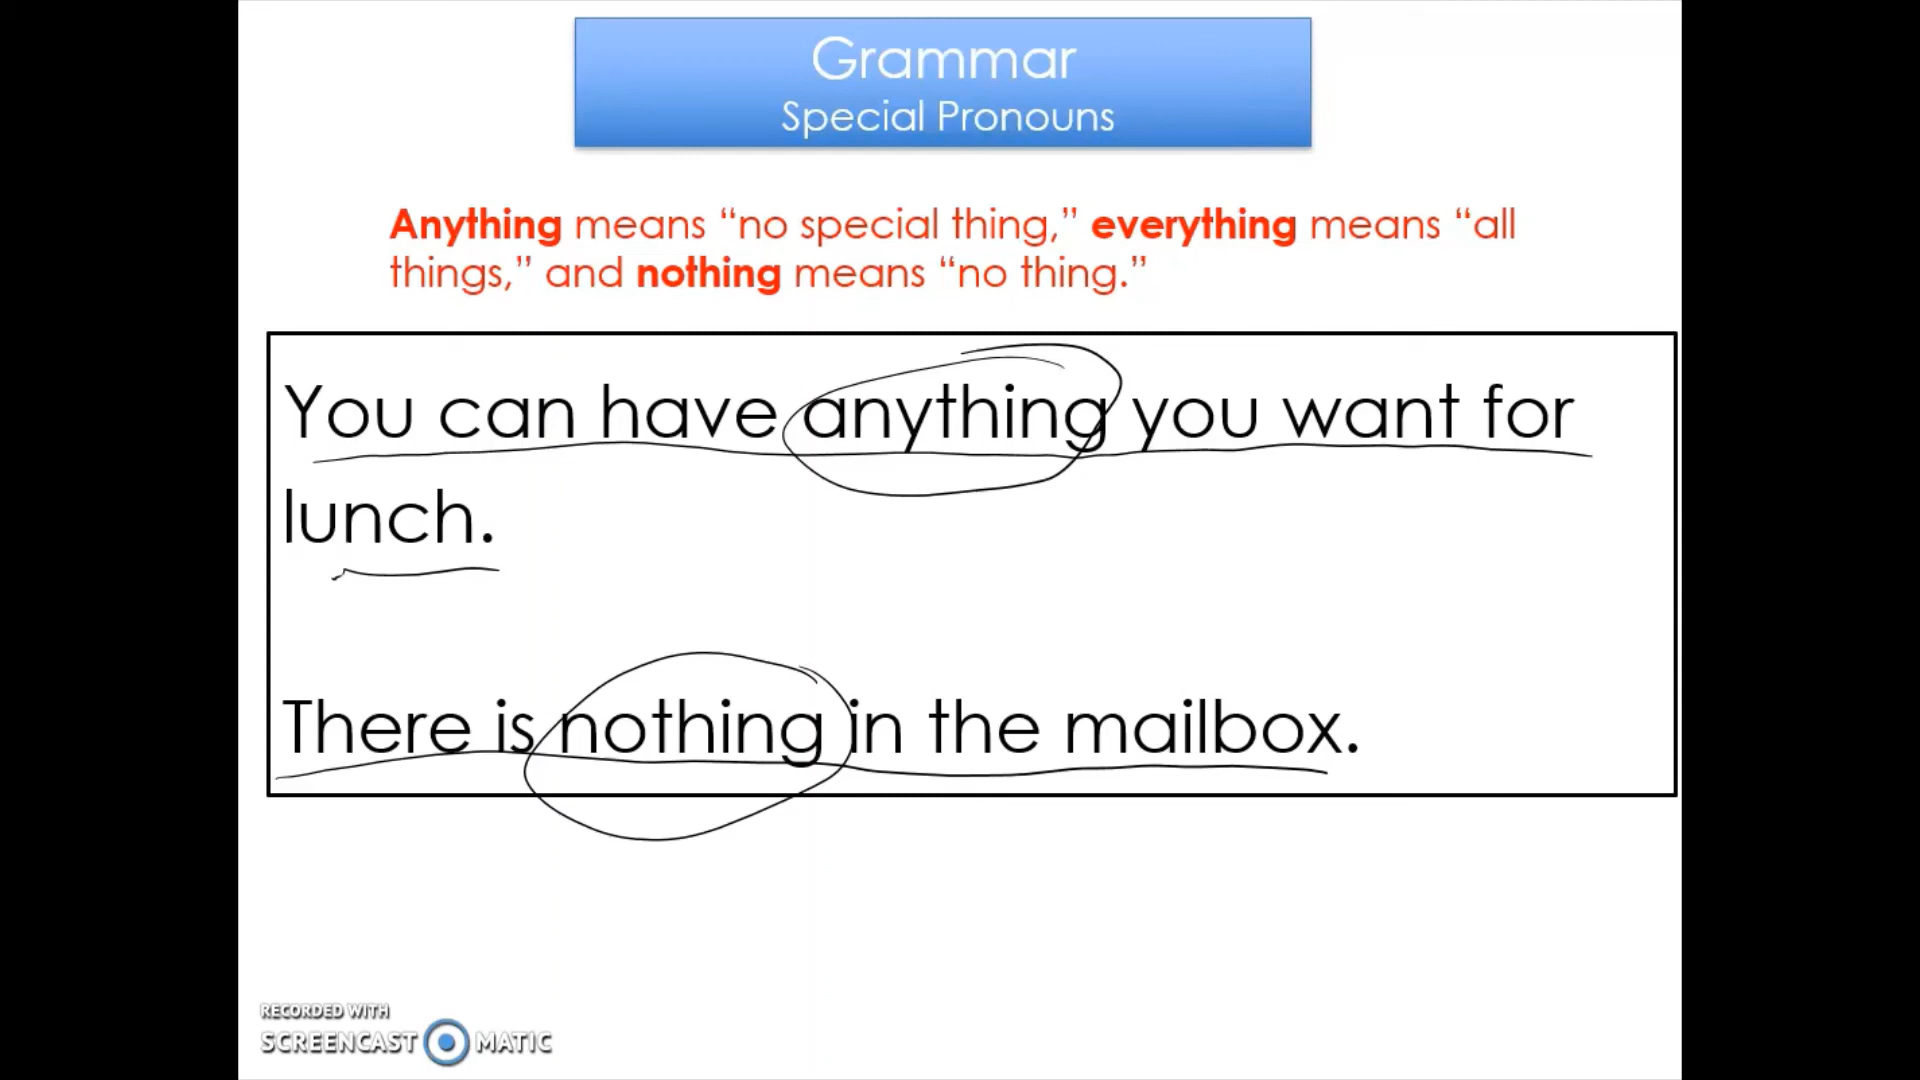 Grammar
Special Pronouns
Anything means “no special thing,” everything means “all
things,” and nothing means “no thing.”
You can have anything you want for
lunch.
There is nothing in the mailbox.
RECORDED WITH
SCREENCAST MATIC